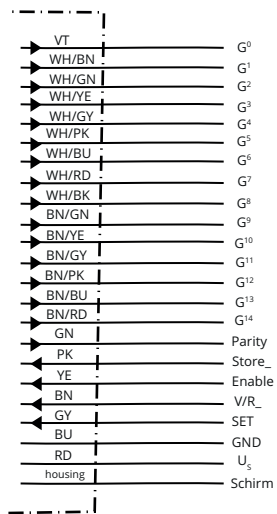 VT G⁰
WH/BN G¹
WH/GN G²
WH/YE G³
WH/GY G⁴
WH/PK G⁵
WH/BU G⁶
WH/RD G⁷
WH/BK G⁸
BN/GN G⁹
BN/YE G¹⁰
BN/GY G¹¹
BN/PK G¹²
BN/BU G¹³
BN/RD G¹⁴
GN Parity
PK Store_
YE Enable
BN V/R_
GY SET
BU GND
RD Uₛ
housing Schirm